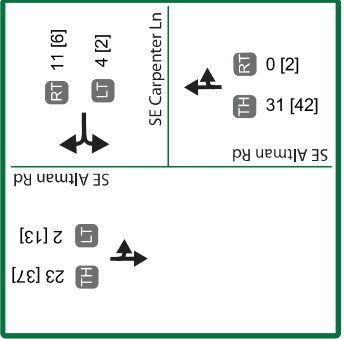 RT 11 [6]
LT 4 [2]
SE Carpenter Ln
RT 0 [2]
TH 31 [42]
SE Altman Rd
SE Altman Rd
LT 2 [13]
TH 23 [37]